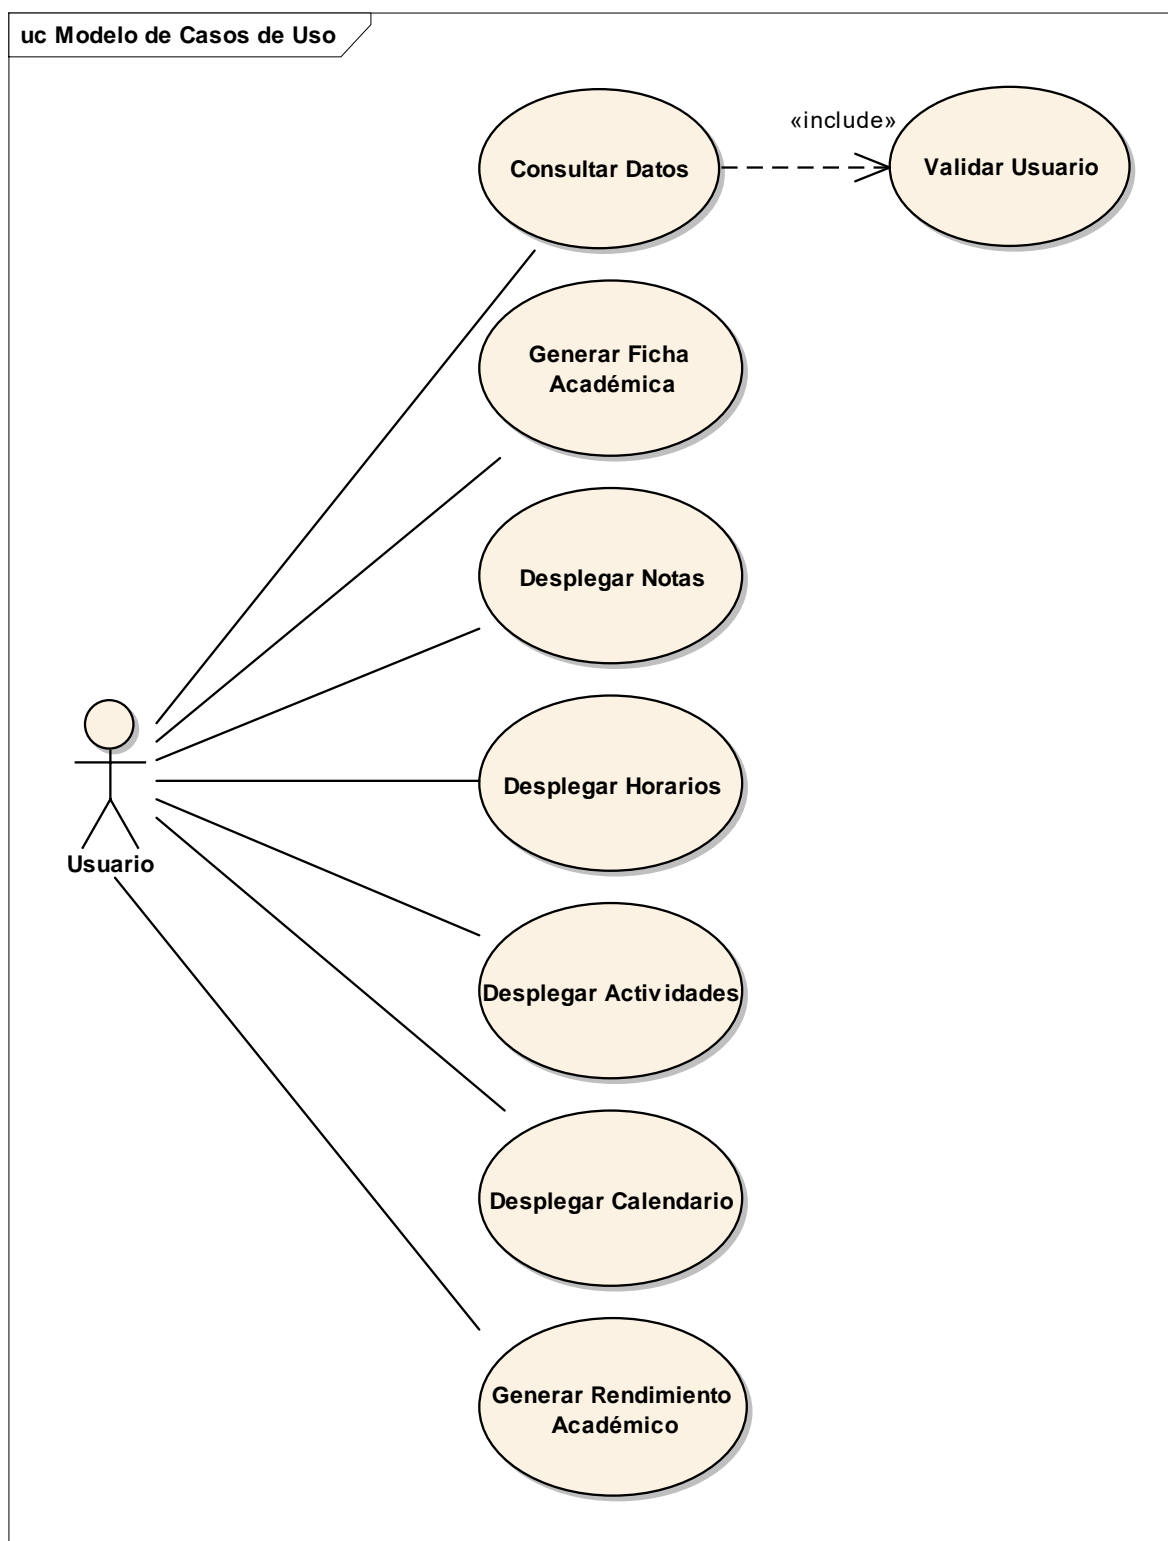 uc Modelo de Casos de Uso
«include»
Consultar Datos
Validar Usuario
Generar Ficha
Académica
Desplegar Notas
Desplegar Horarios
Usuario
Desplegar Actividades
Desplegar Calendario
Generar Rendimiento
Académico